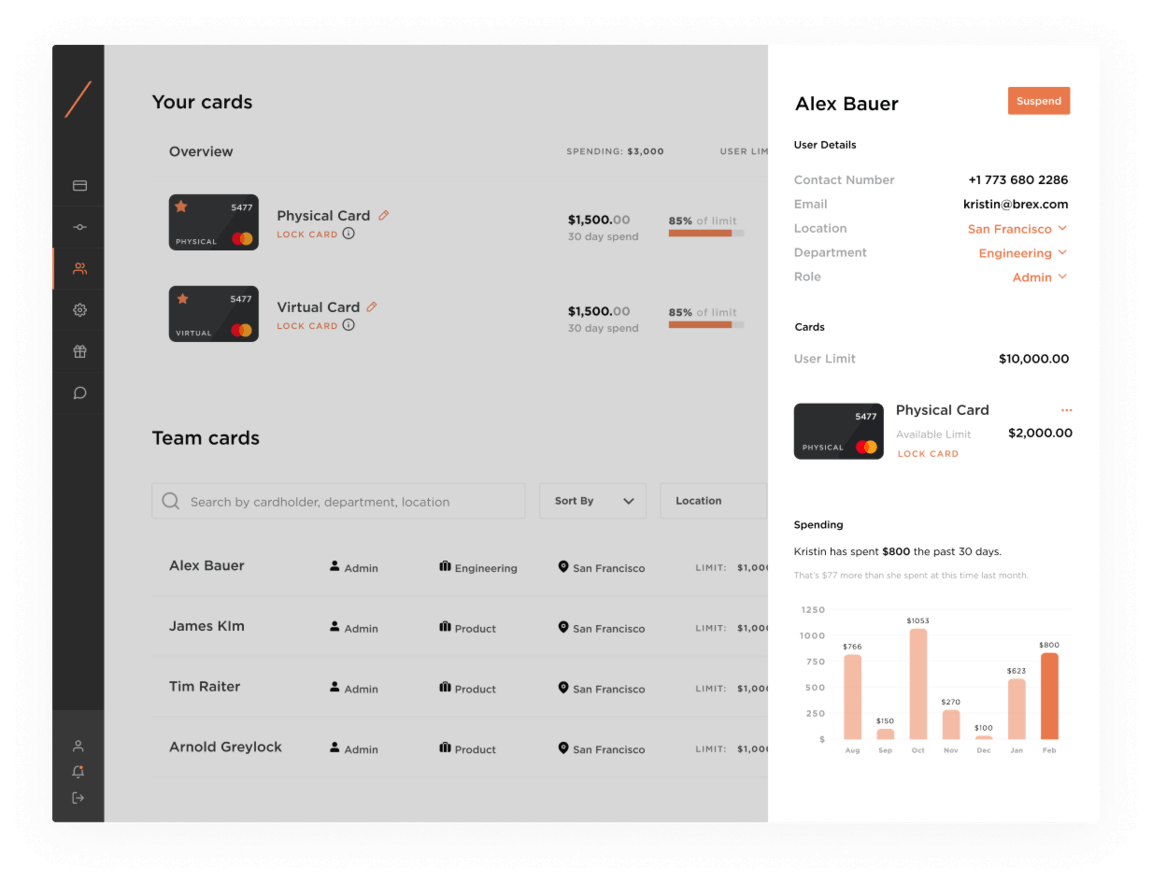 Your cards
Overview
SPENDING: $3,000
USER LIM
5477
PHYSICAL
Physical Card
LOCK CARD
$1,500.00
30 day spend
85% of limit
5477
VIRTUAL
Virtual Card
LOCK CARD
$1,500.00
30 day spend
85% of limit
Team cards
Search by cardholder, department, location
Sort By
Location
Alex Bauer Admin Engineering San Francisco LIMIT: $1,000
James KIm Admin Product San Francisco LIMIT: $1,000
Tim Raiter Admin Product San Francisco LIMIT: $1,000
Arnold Greylock Admin Product San Francisco LIMIT: $1,000
Alex Bauer
Suspend
User Details
Contact Number +1 773 680 2286
Email kristin@brex.com
Location San Francisco
Department Engineering
Role Admin
Cards
User Limit $10,000.00
5477
PHYSICAL
Physical Card
...
Available Limit $2,000.00
LOCK CARD
Spending
Kristin has spent $800 the past 30 days.
That's $77 more than she spent at this time last month.
1250
1000
750
500
250
$
$766
$150
$1053
$270
$100
$623
$800
Aug Sep Oct Nov Dec Jan Feb